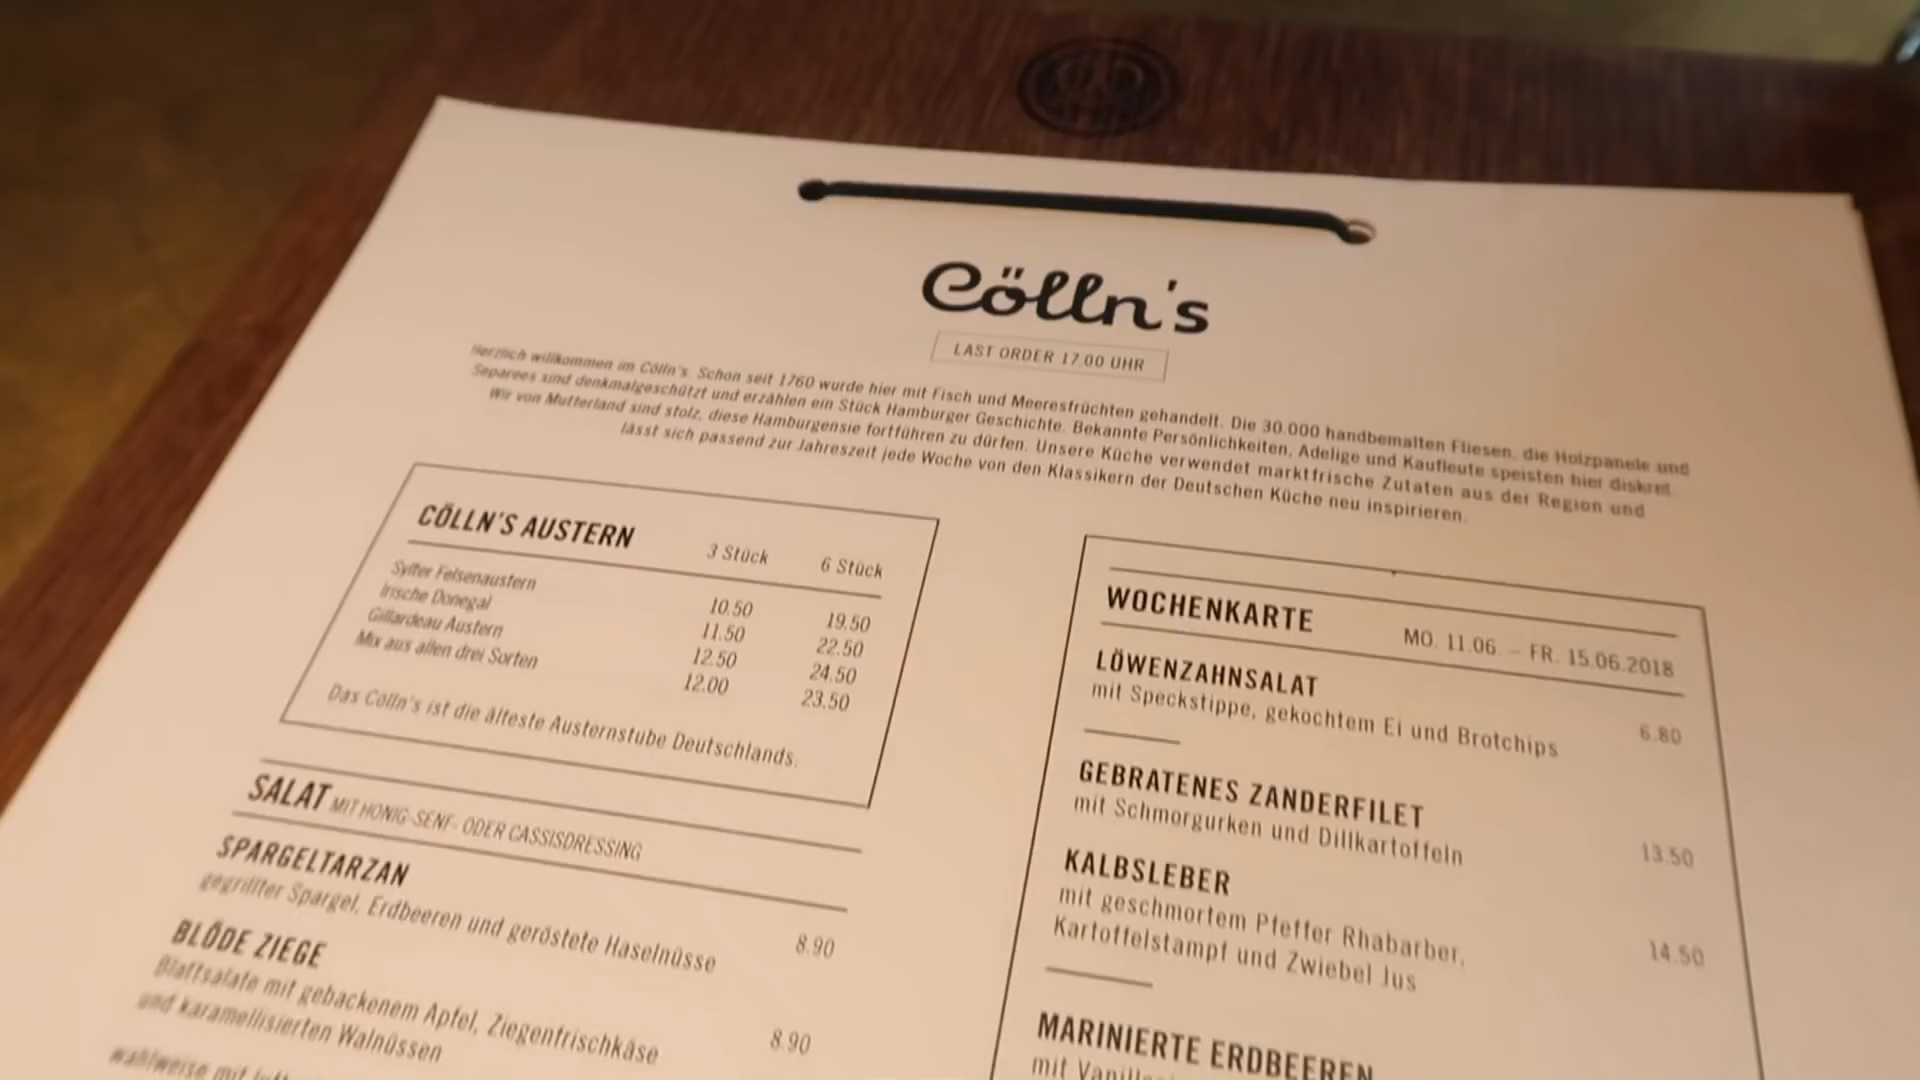 Cölln's
LAST ORDER 17.00 UHR
Herzlich willkommen im Cölln's. Schon seit 1760 wurde hier mit Fisch und Meeresfrüchten gehandelt. Die 30.000 handbemalten Fliesen, die Holzpanele und
Separees sind denkmalgeschützt und erzählen ein Stück Hamburger Geschichte. Bekannte Persönlichkeiten, Adelige und Kaufleute speisten hier diskret.
Wir von Mutterland sind stolz, diese Hamburgensie fortführen zu dürfen. Unsere Küche verwendet marktfrische Zutaten aus der Region und
lässt sich passend zur Jahreszeit jede Woche von den Klassikern der Deutschen Küche neu inspirieren.
CÖLLN'S AUSTERN 3 Stück 6 Stück
Sylter Felsenaustern 10.50 19.50
Irische Donegal 11.50 22.50
Gillardeau Austern 12.50 24.50
Mix aus allen drei Sorten 12.00 23.50
Das Cölln's ist die älteste Austernstube Deutschlands.
SALAT MIT HONIG-SENF- ODER CASSISDRESSING
SPARGELTARZAN
gegrillter Spargel, Erdbeeren und geröstete Haselnüsse 8.90
BLÖDE ZIEGE
Blattsalate mit gebackenem Apfel, Ziegenfrischkäse
und karamellisierten Walnüssen 8.90
wahlweise mit
WOCHENKARTE MO. 11.06. – FR. 15.06.2018
LÖWENZAHNSALAT
mit Speckstippe, gekochtem Ei und Brotchips 6.80
GEBRATENES ZANDERFILET
mit Schmorgurken und Dillkartoffeln 13.50
KALBSLEBER
mit geschmortem Pfeffer Rhabarber,
Kartoffelstampf und Zwiebel Jus 14.50
MARINIERTE ERDBEEREN
mit